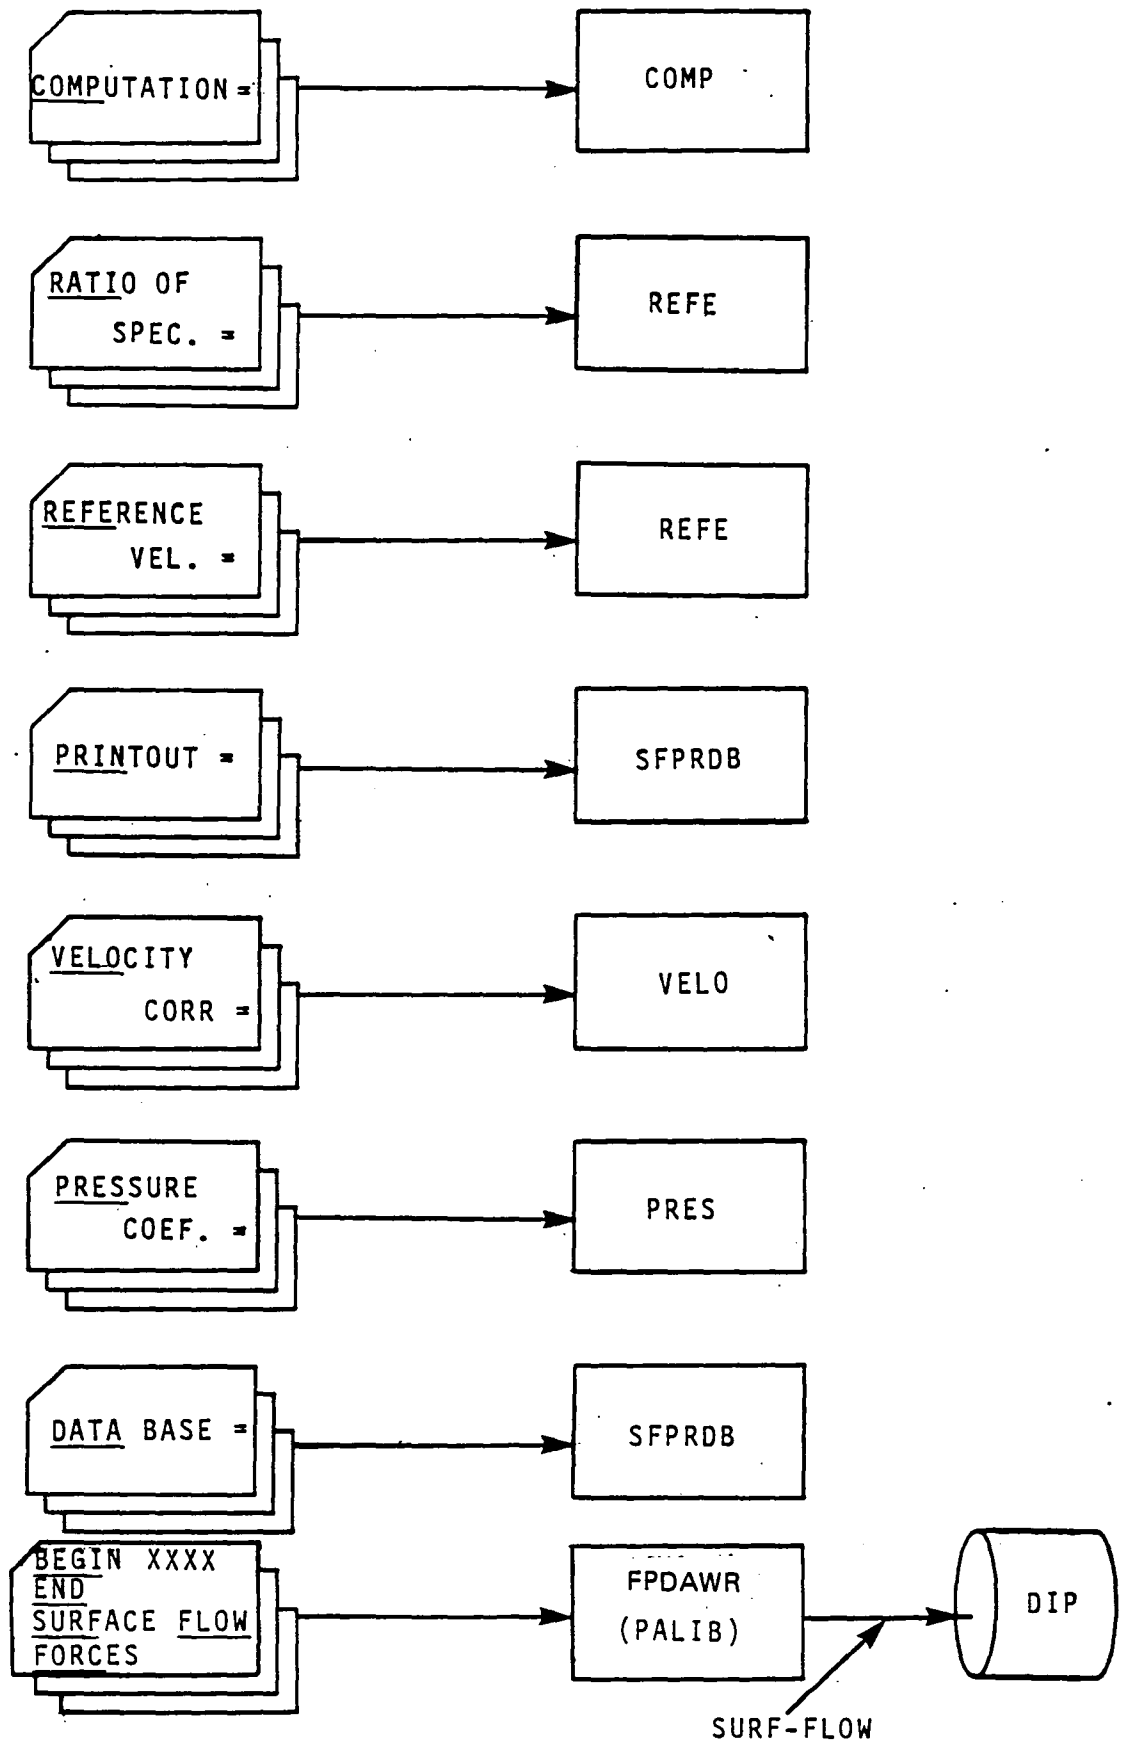 COMPUTATION =
COMP
RATIO OF
SPEC. =
REFE
REFERENCE
VEL. =
REFE
PRINTOUT =
SFPRDB
VELOCITY
CORR =
VELO
PRESSURE
COEF. =
PRES
DATA BASE =
SFPRDB
BEGIN XXXX
END
SURFACE FLOW
FORCES
FPDAWR
(PALIB)
DIP
SURF-FLOW